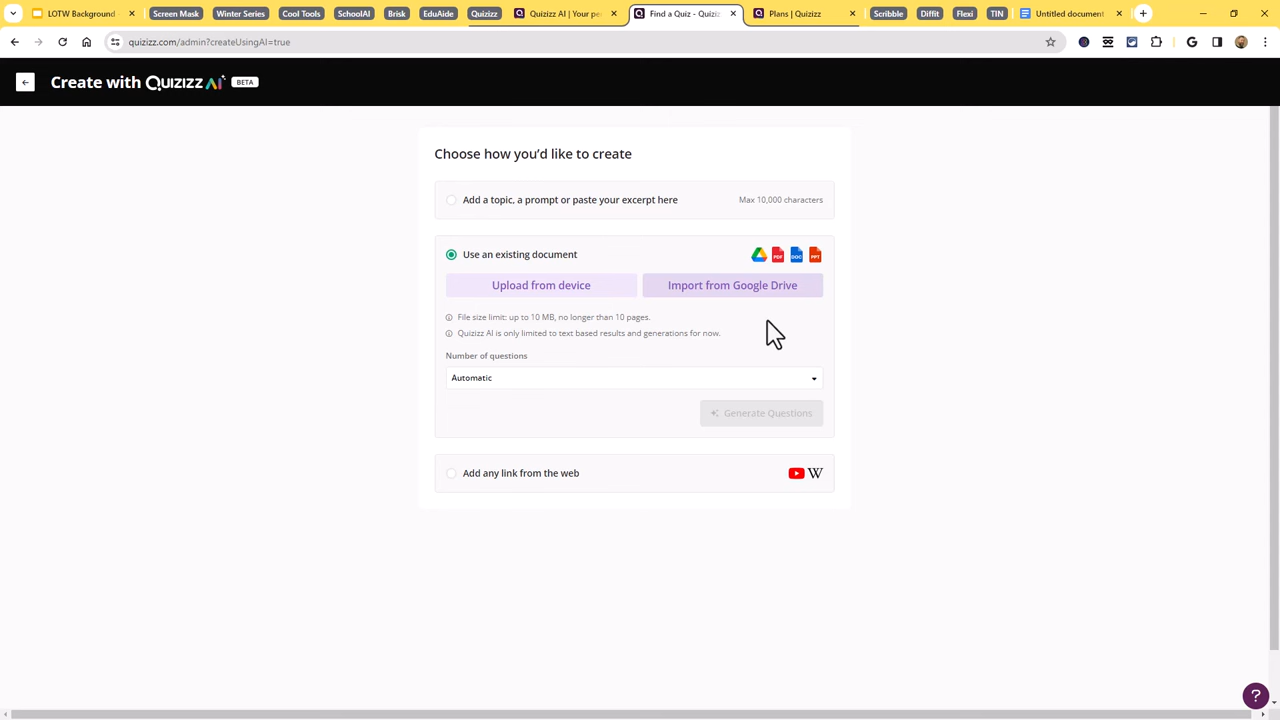 LOTW Background
Screen Mask
Winter Series
Cool Tools
SchoolAI
Brisk
EduAide
Quizizz
Quizizz AI | Your pe
Find a Quiz - Quizi
Plans | Quizizz
Scribble
Diffit
Flexi
TIN
Untitled document
quizizz.com/admin?createUsingAI=true
Create with QUIZIZZ AI BETA
Choose how you'd like to create
Add a topic, a prompt or paste your excerpt here Max 10,000 characters
Use an existing document PDF DOC PPT
Upload from device Import from Google Drive
File size limit: up to 10 MB, no longer than 10 pages.
Quizizz AI is only limited to text based results and generations for now.
Number of questions
Automatic
Generate Questions
Add any link from the web W
?